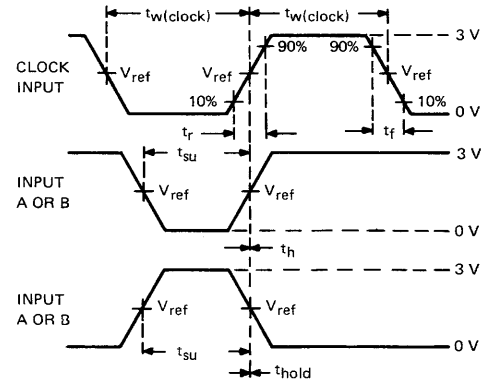 tw(clock) tw(clock)
3 V
90% 90%
CLOCK INPUT
Vref Vref Vref
10% 10%
0 V
tr tf
tsu
3 V
INPUT A OR B
Vref Vref
0 V
th
3 V
INPUT A OR B
Vref Vref
0 V
tsu
thold